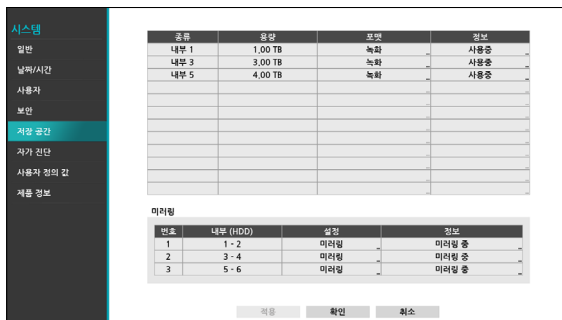 시스템
일반
날짜/시간
사용자
보안
저장 공간
자가 진단
사용자 정의 값
제품 정보
종류 용량 포맷 정보
내부 1 1,00 TB 녹화 사용중
내부 3 3,00 TB 녹화 사용중
내부 5 4,00 TB 녹화 사용중
미러링
번호 내부 (HDD) 설정 정보
1 1 - 2 미러링 미러링 중
2 3 - 4 미러링 미러링 중
3 5 - 6 미러링 미러링 중
적용 확인 취소